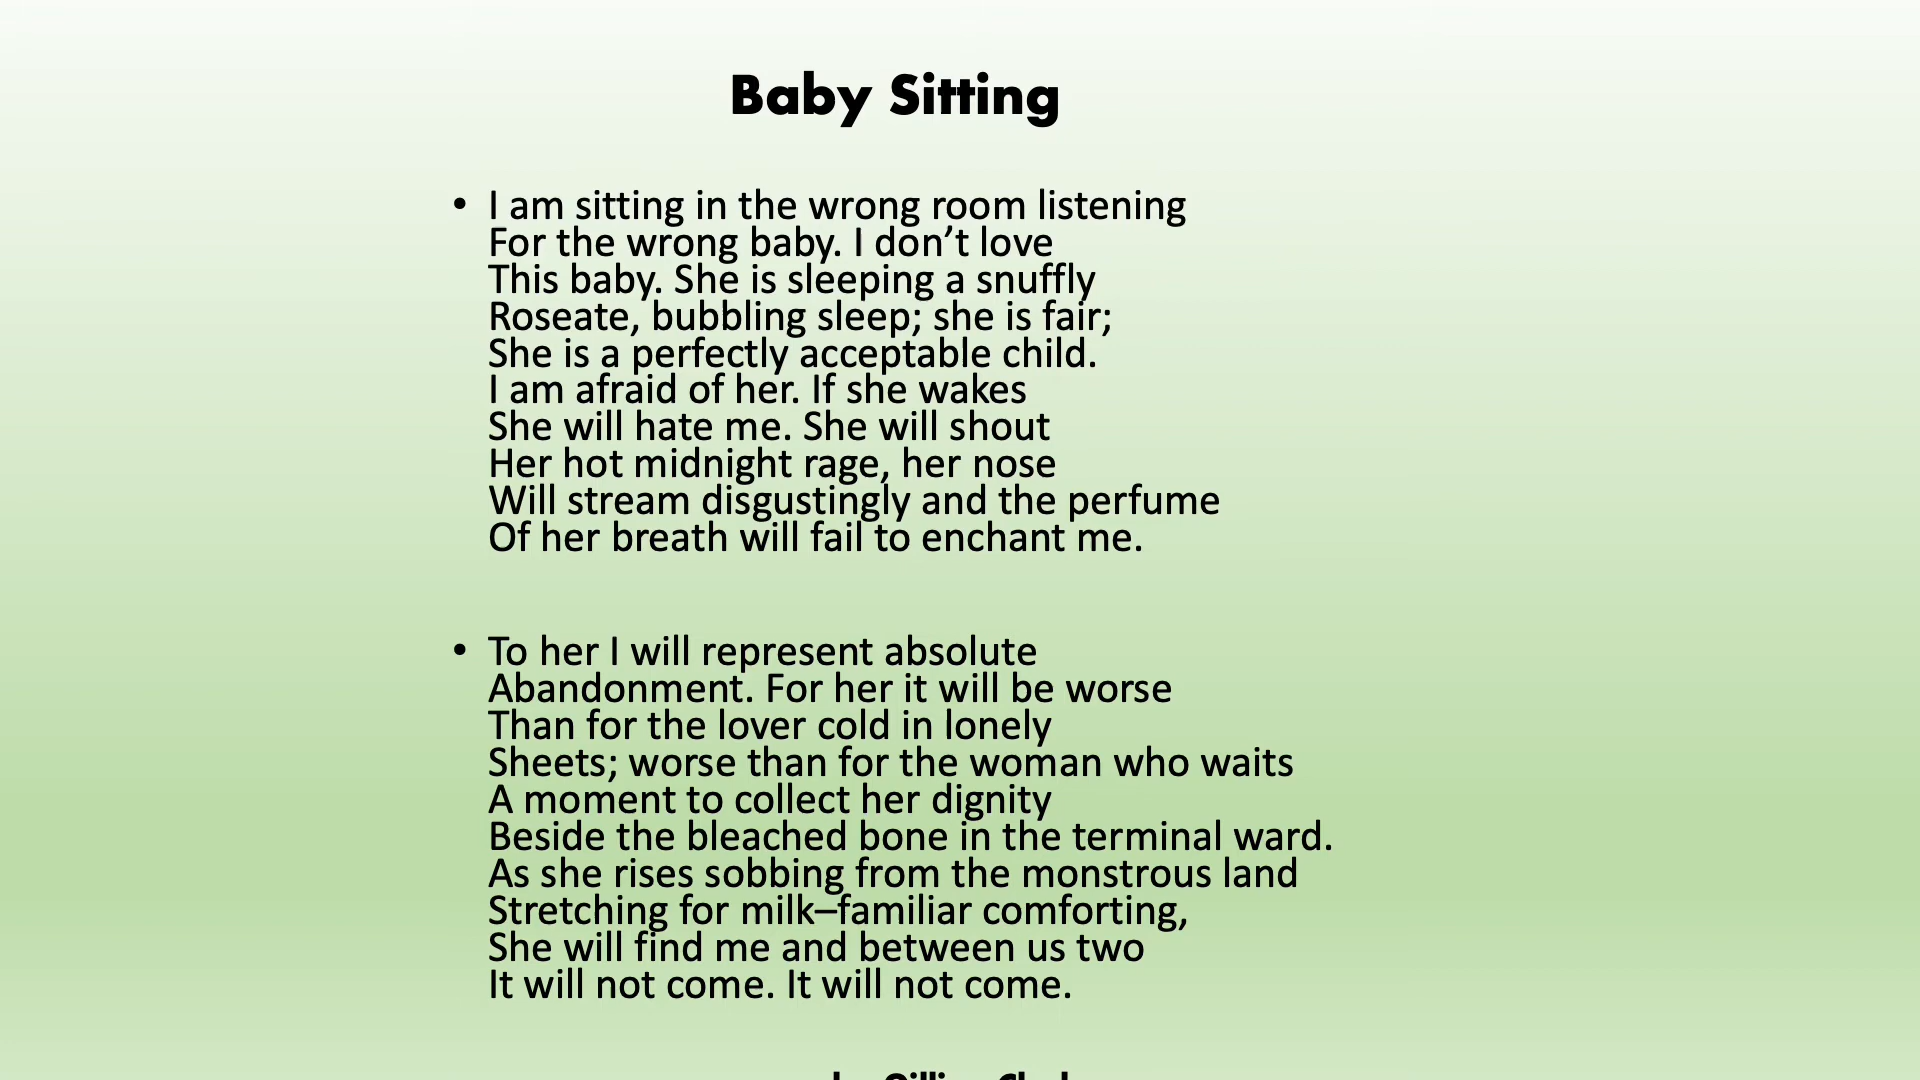 Baby Sitting
• I am sitting in the wrong room listening
For the wrong baby. I don’t love
This baby. She is sleeping a snuffly
Roseate, bubbling sleep; she is fair;
She is a perfectly acceptable child.
I am afraid of her. If she wakes
She will hate me. She will shout
Her hot midnight rage, her nose
Will stream disgustingly and the perfume
Of her breath will fail to enchant me.
• To her I will represent absolute
Abandonment. For her it will be worse
Than for the lover cold in lonely
Sheets; worse than for the woman who waits
A moment to collect her dignity
Beside the bleached bone in the terminal ward.
As she rises sobbing from the monstrous land
Stretching for milk–familiar comforting,
She will find me and between us two
It will not come. It will not come.